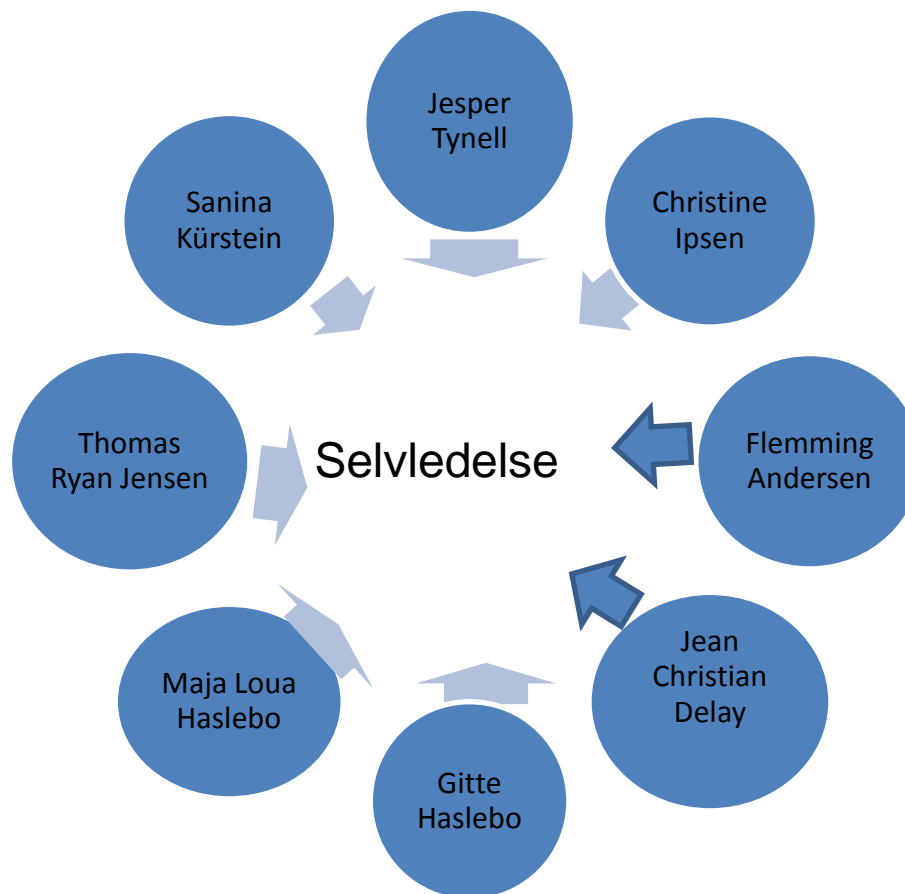 Jesper
Tynell
Sanina
Kürstein
Christine
Ipsen
Thomas
Ryan Jensen
Selvledelse
Flemming
Andersen
Maja Loua
Haslebo
Jean
Christian
Delay
Gitte
Haslebo